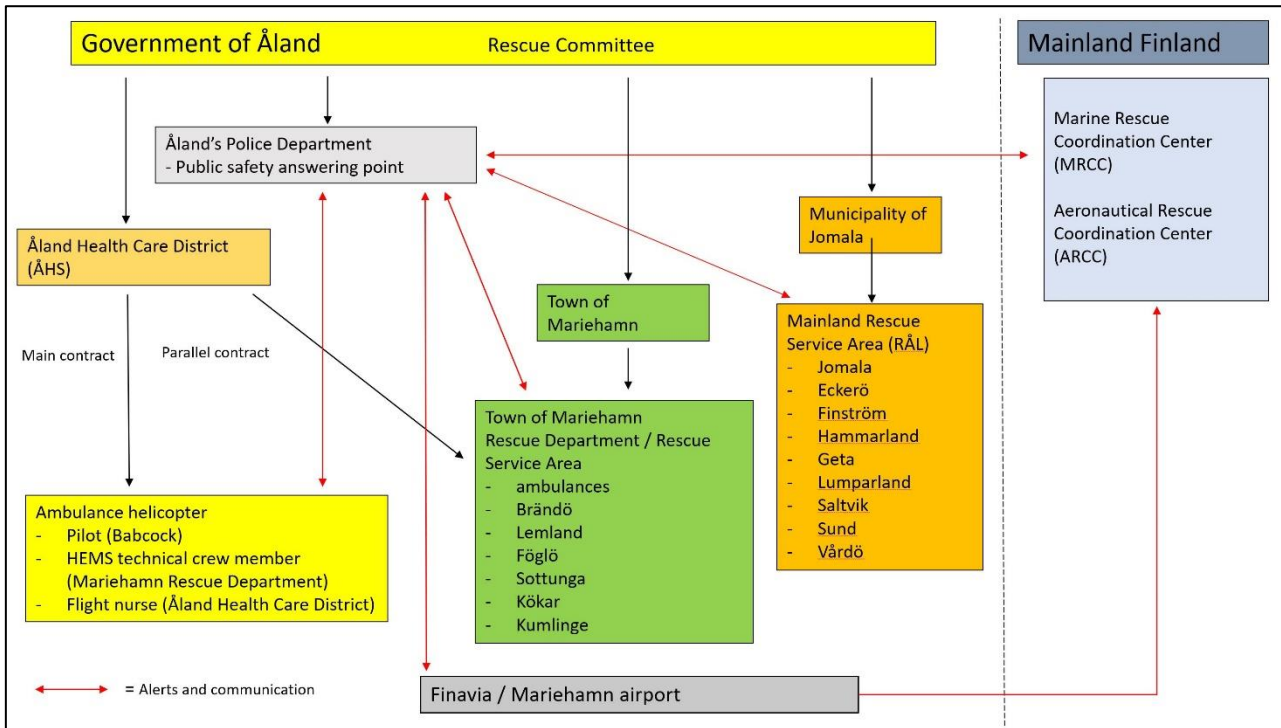 Government of Åland Rescue Committee
Mainland Finland
Åland’s Police Department
- Public safety answering point
Marine Rescue
Coordination Center
(MRCC)
Aeronautical Rescue
Coordination Center
(ARCC)
Municipality of
Jomala
Åland Health Care District
(ÅHS)
Town of
Mariehamn
Main contract
Parallel contract
Mainland Rescue
Service Area (RÅL)
- Jomala
- Eckerö
- Finström
- Hammarland
- Geta
- Lumparland
- Saltvik
- Sund
- Vårdö
Town of Mariehamn
Rescue Department / Rescue
Service Area
- ambulances
- Brändö
- Lemland
- Föglö
- Sottunga
- Kökar
- Kumlinge
Ambulance helicopter
- Pilot (Babcock)
- HEMS technical crew member
(Mariehamn Rescue Department)
- Flight nurse (Åland Health Care District)
= Alerts and communication
Finavia / Mariehamn airport